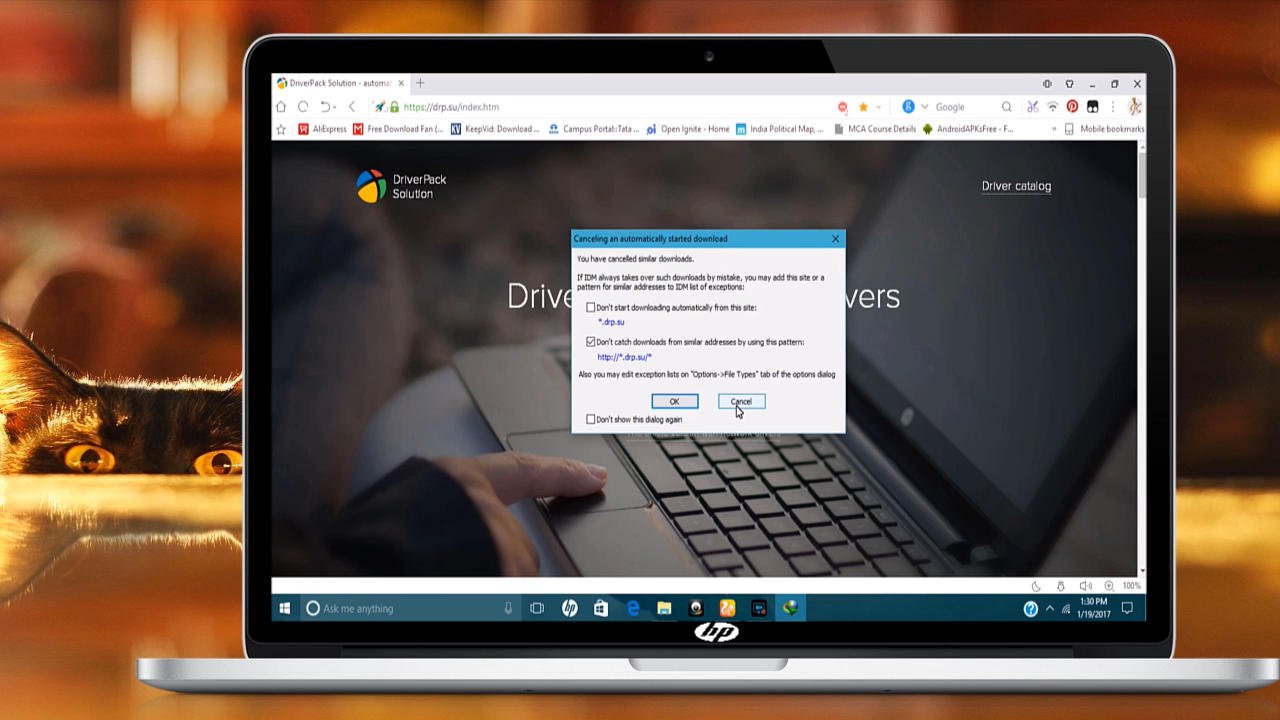 DriverPack Solution - automat
https://drp.su/index.htm
Google
AliExpress
Free Download Fan (...
KeepVid: Download ...
Campus Portal::Tata ...
Open Ignite - Home
India Political Map, ...
MCA Course Details
AndroidAPKsFree - F...
»
Mobile bookmarks
DriverPack
Solution
Driver catalog
Canceling an automatically started download
You have cancelled similar downloads.
If IDM always takes over such downloads by mistake, you may add this site or a
pattern for similar addresses to IDM list of exceptions:
Don't start downloading automatically from this site:
*.drp.su
Drive
vers
Don't catch downloads from similar addresses by using this pattern:
http://*.drp.su/*
Also you may edit exception lists on "Options->File Types" tab of the options dialog
OK
Cancel
Don't show this dialog again
100%
Ask me anything
hp
1:30 PM
1/19/2017
hp